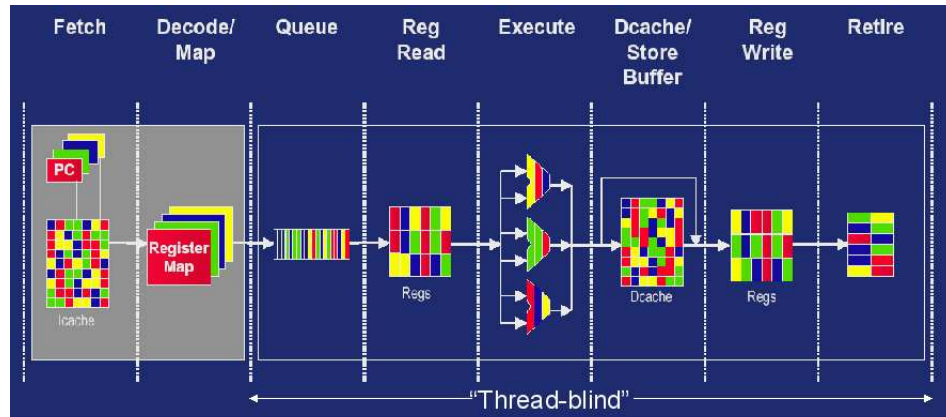 Fetch
Decode/
Map
Queue
Reg
Read
Execute
Dcache/
Store
Buffer
Reg
Write
Retire
PC
Register
Map
Icache
Regs
Dcache
Regs
“Thread-blind”